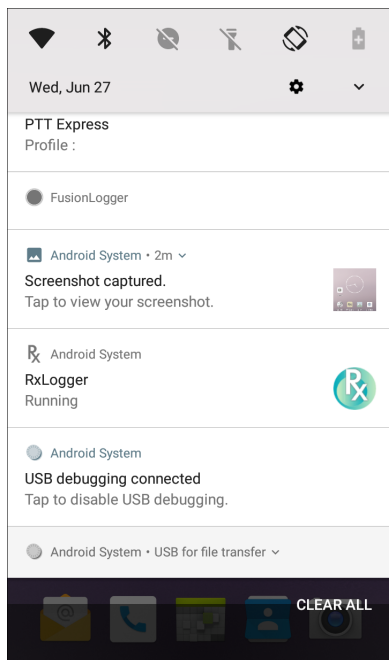 Wed, Jun 27
PTT Express
Profile :
FusionLogger
Android System • 2m
Screenshot captured.
Tap to view your screenshot.
Android System
RxLogger
Running
Android System
USB debugging connected
Tap to disable USB debugging.
Android System • USB for file transfer
CLEAR ALL